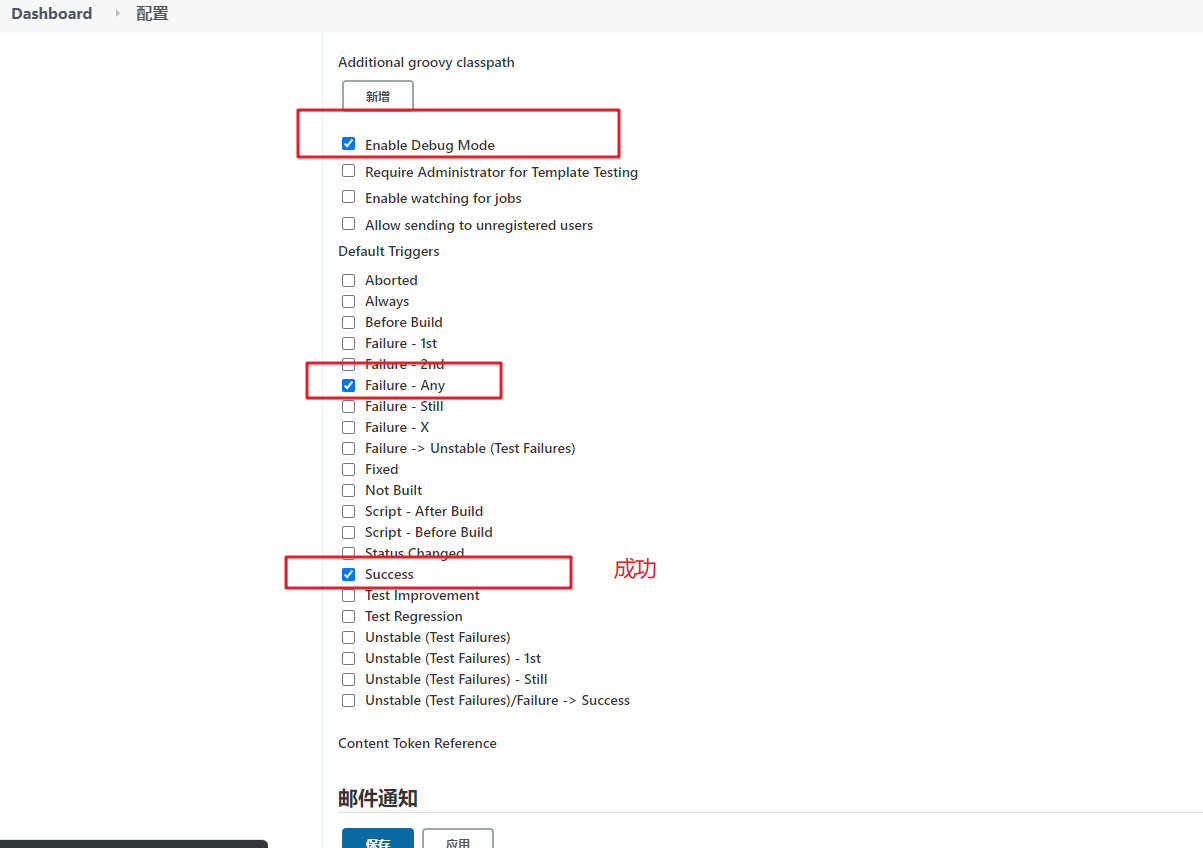 Dashboard 配置
Additional groovy classpath
新增
Enable Debug Mode
Require Administrator for Template Testing
Enable watching for jobs
Allow sending to unregistered users
Default Triggers
Aborted
Always
Before Build
Failure - 1st
Failure - 2nd
Failure - Any
Failure - Still
Failure - X
Failure -> Unstable (Test Failures)
Fixed
Not Built
Script - After Build
Script - Before Build
Status Changed
Success 成功
Test Improvement
Test Regression
Unstable (Test Failures)
Unstable (Test Failures) - 1st
Unstable (Test Failures) - Still
Unstable (Test Failures)/Failure -> Success
Content Token Reference
邮件通知
保存 应用